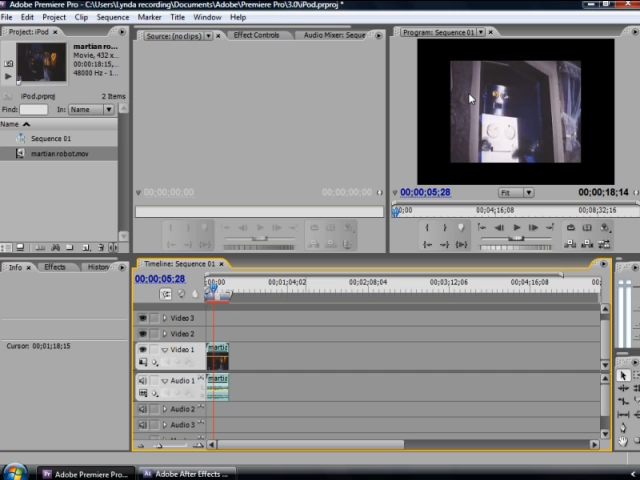 Adobe Premiere Pro - C:\Users\Lynda recording\Documents\Adobe\Premiere Pro\3.0\iPod.prproj *
File Edit Project Clip Sequence Marker Title Window Help
Project: iPod ×
martian ro...
Movie, 432 x
00;00;18;15,
48000 Hz - 1
iPod.prproj 2 Items
Find: In: Name
Name
Sequence 01
martian robot.mov
Source: (no clips) Effect Controls Audio Mixer: Seque
00;00;00;00 00;00;00;00
Program: Sequence 01 ×
00;00;05;28 Fit 00;00;18;14
00;00 00;04;16;08 00;08;32;16
Info × Effects History
Cursor: 00;01;18;15
Timeline: Sequence 01 ×
00;00;05;28
;00;00 00;01;04;02 00;02;08;04 00;03;12;06 00;04;16;08 00;
Video 3
Video 2
Video 1 martia
Audio 1 martia
Audio 2
Audio 3
Adobe Premiere Pro... Adobe After Effects ...